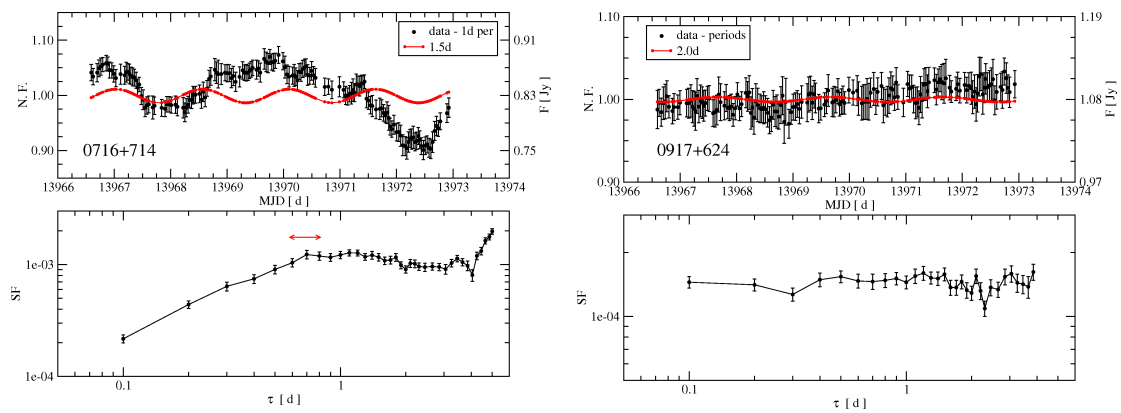 1.10
1.00
0.90
N. F.
data - 1d per
1.5d
0.91
0.83
0.75
F [ Jy ]
0716+714
13966 13967 13968 13969 13970 13971 13972 13973 13974
MJD [ d ]
1e-03
1e-04
SF
0.1 1
τ [ d ]
1.10
1.00
0.90
N. F.
data - periods
2.0d
1.19
1.08
0.97
F [ Jy ]
0917+624
13966 13967 13968 13969 13970 13971 13972 13973 13974
MJD [ d ]
1e-04
SF
0.1 1
τ [ d ]